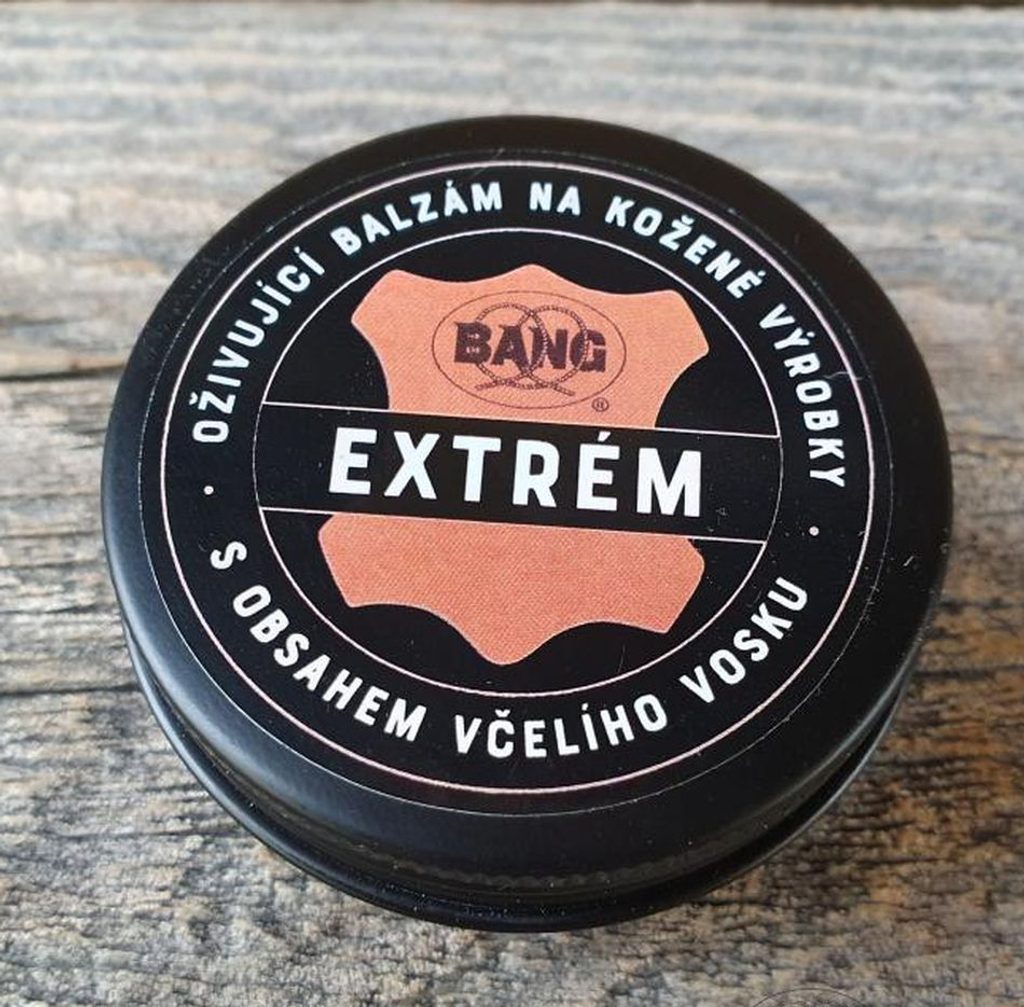 OŽIVUJÍCÍ BALZÁM NA KOŽENÉ VÝROBKY
BANG
®
EXTRÉM
• S OBSAHEM VČELÍHO VOSKU •